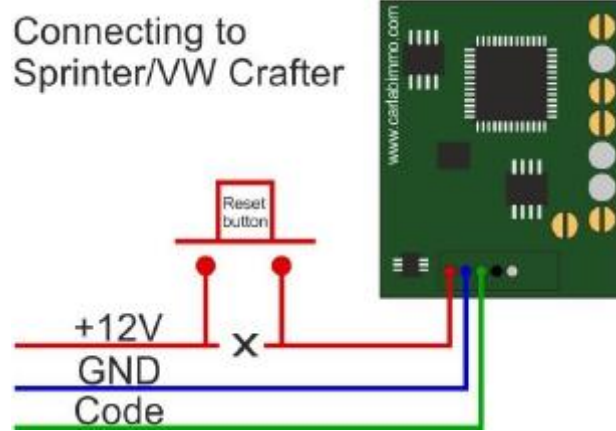 Connecting to
Sprinter/VW Crafter
www.carlabimmo.com
Reset
button
+12V
X
GND
Code